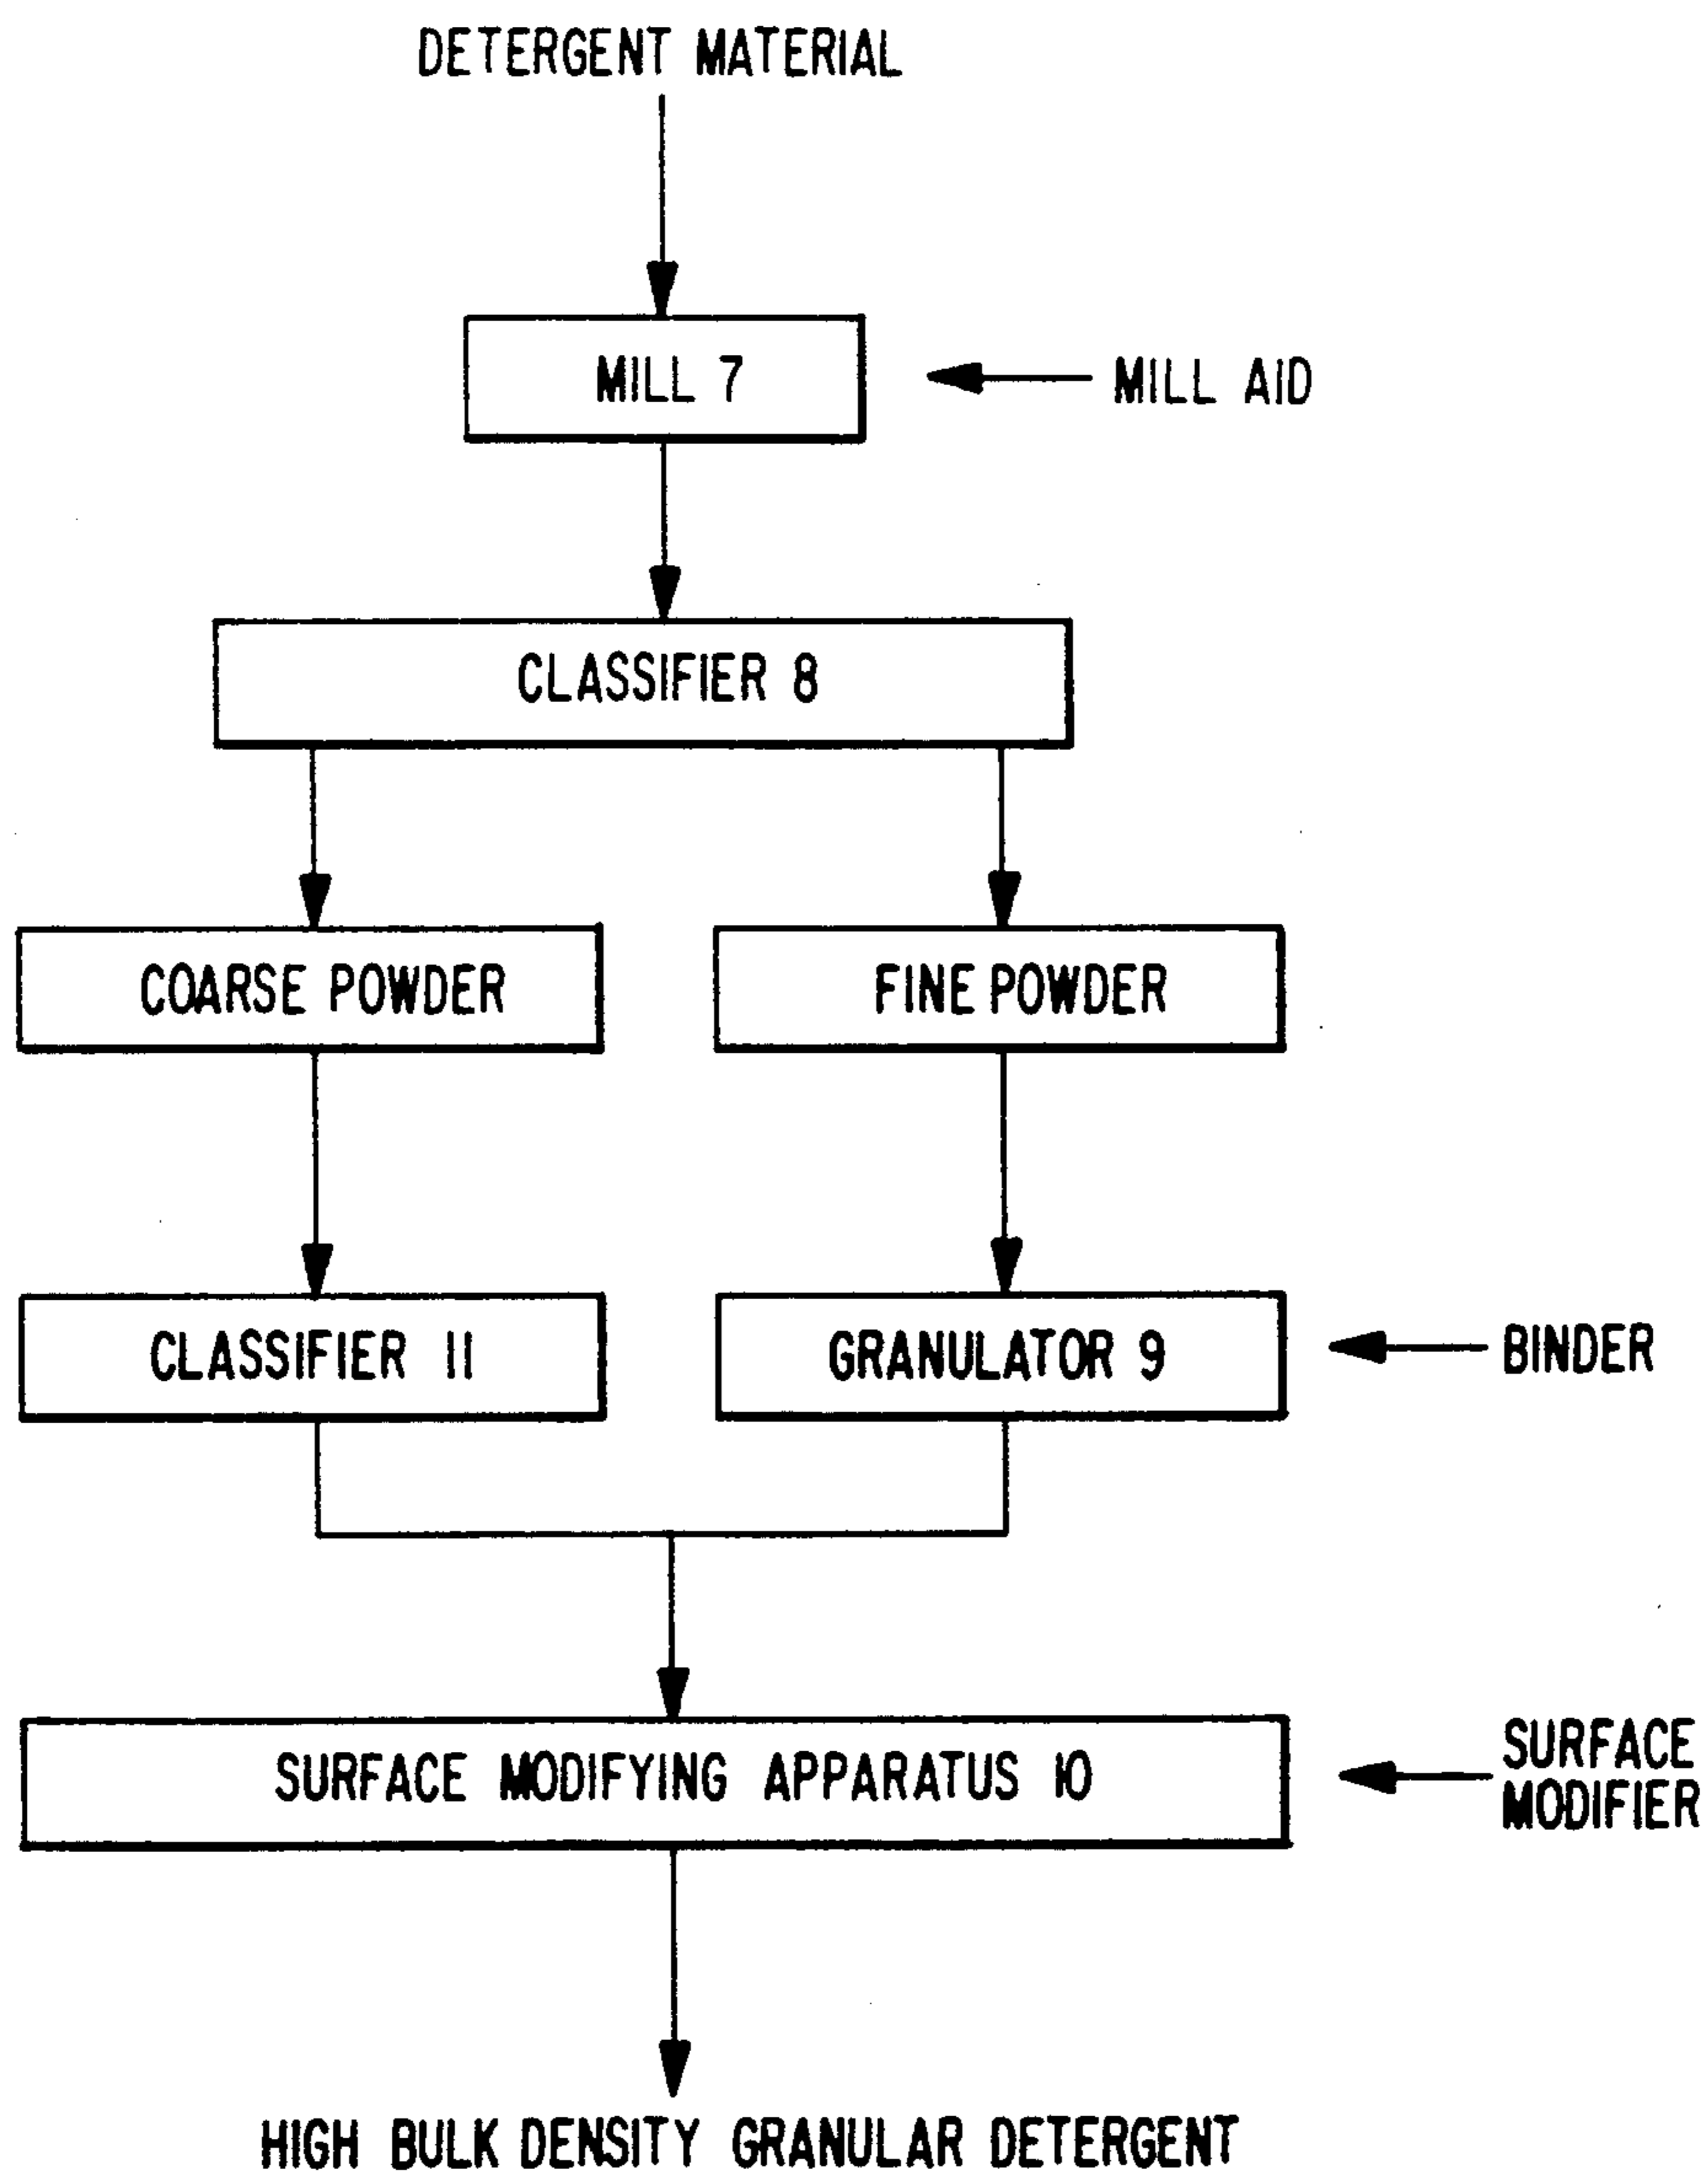 DETERGENT MATERIAL
MILL 7
MILL AID
CLASSIFIER 8
COARSE POWDER
FINE POWDER
CLASSIFIER 11
GRANULATOR 9
BINDER
SURFACE MODIFYING APPARATUS 10
SURFACE
MODIFIER
HIGH BULK DENSITY GRANULAR DETERGENT